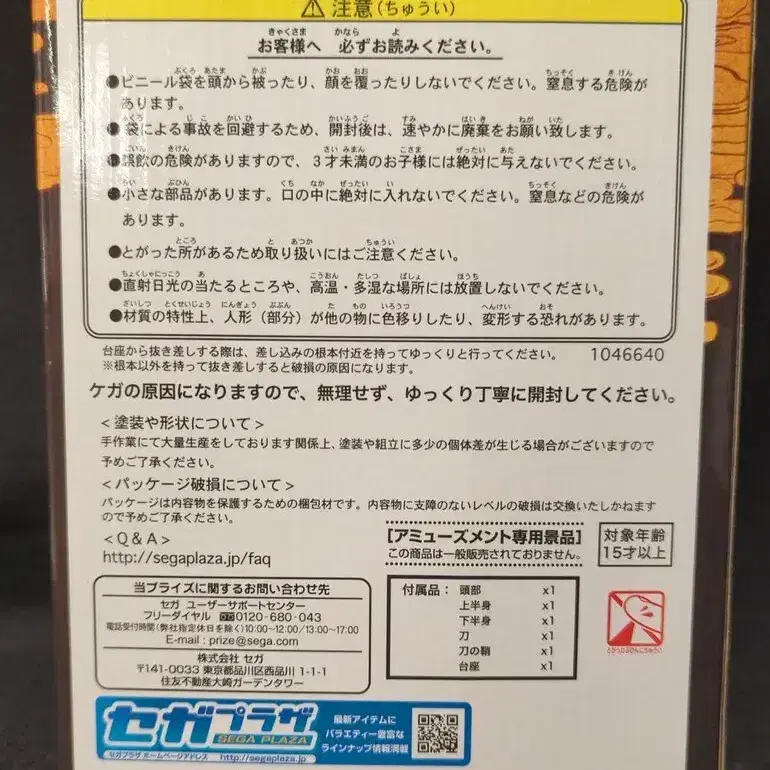 ⚠ 注意(ちゅうい)
お客様へ 必ずお読みください。
●ビニール袋を頭から被ったり、顔を覆ったりしないでください。窒息する危険が
あります。
●袋による事故を回避するため、開封後は、速やかに廃棄をお願い致します。
●誤飲の危険がありますので、3才未満のお子様には絶対に与えないでください。
●小さな部品があります。口の中に絶対に入れないでください。窒息などの危険が
あります。
●とがった所があるため取り扱いにはご注意ください。
●直射日光の当たるところや、高温・多湿な場所には放置しないでください。
●材質の特性上、人形(部分)が他の物に色移りしたり、変形する恐れがあります。
台座から抜き差しする際は、差し込みの根本付近を持ってゆっくりと行ってください。 1046640
※根本以外を持って抜き差しすると破損の原因になります。
ケガの原因になりますので、無理せず、ゆっくり丁寧に開封してください。
<塗装や形状について>
手作業にて大量生産をしております関係上、塗装や組立に多少の個体差が生じる場合がございますので
予めご了承ください。
<パッケージ破損について>
パッケージは内容物を保護するための梱包材です。内容物に支障のないレベルの破損は交換いたしかねます
ので予めご了承ください。
<Q&A>
http://segaplaza.jp/faq
[アミューズメント専用景品]
この商品は一般販売されておりません。
対象年齢
15才以上
当プライズに関するお問い合わせ先
セガ ユーザーサポートセンター
フリーダイヤル 0120-680-043
電話受付時間(弊社指定休日を除く)10:00~12:00/13:00~17:00
E-mail : prize@sega.com
株式会社 セガ
〒141-0033 東京都品川区西品川 1-1-1
住友不動産大崎ガーデンタワー
付属品: 頭部 x1
上半身 x1
下半身 x1
刀 x1
刀の鞘 x1
台座 x1
とがりぶぶんにちゅうい
セガプラザ
SEGA PLAZA
セガプラザ ホームページアドレス http://segaplaza.jp/
最新アイテムに
バラエティー豊富な
ラインナップ情報満載